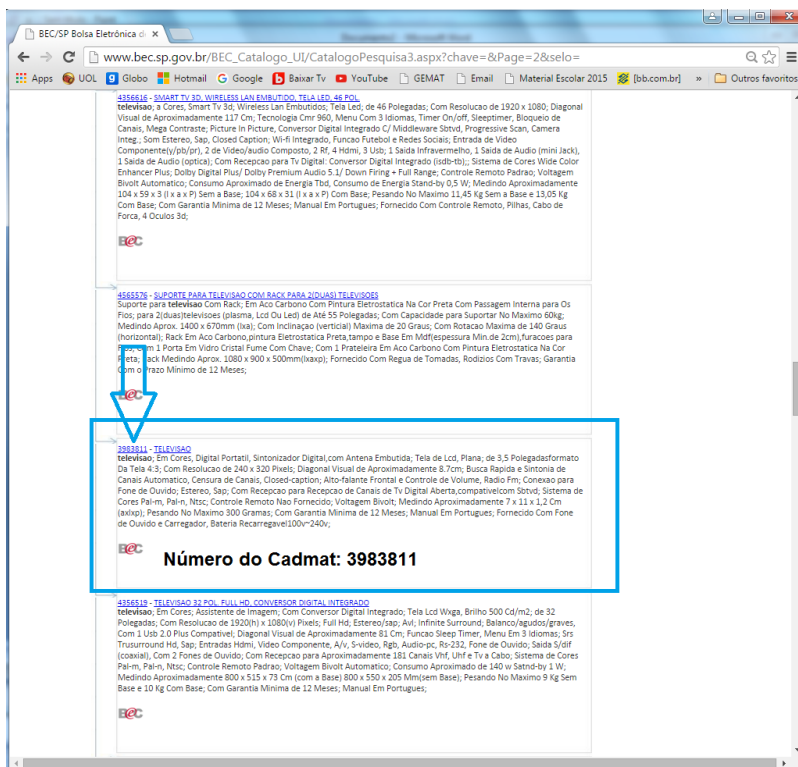 BEC/SP Bolsa Eletrônica d
www.bec.sp.gov.br/BEC_Catalogo_UI/CatalogoPesquisa3.aspx?chave=&Page=2&selo=
Apps UOL Globo Hotmail Google Baixar Tv YouTube GEMAT Email Material Escolar 2015 [bb.com.br] » Outros favoritos
4356616 - SMART TV 3D, WIRELESS LAN EMBUTIDO, TELA LED, 46 POL.
televisao; a Cores, Smart Tv 3d; Wireless Lan Embutidos; Tela Led; de 46 Polegadas; Com Resolucao de 1920 x 1080; Diagonal
Visual de Aproximadamente 117 Cm; Tecnologia Cmr 960, Menu Com 3 Idiomas, Timer On/off, Sleeptimer, Bloqueio de
Canais, Mega Contraste; Picture In Picture, Conversor Digital Integrado C/ Middleware Sbtvd, Progressive Scan, Camera
Integ.; Som Estereo, Sap, Closed Caption; Wi-fi Integrado, Funcao Futebol e Redes Sociais; Entrada de Video
Componente(y/pb/pr), 2 de Video/audio Composto, 2 Rf, 4 Hdmi, 3 Usb; 1 Saida Infravermelho, 1 Saida de Audio (mini Jack),
1 Saida de Audio (optica); Com Recepcao para Tv Digital: Conversor Digital Integrado (isdb-tb);; Sistema de Cores Wide Color
Enhancer Plus; Dolby Digital Plus/ Dolby Premium Audio 5.1/ Down Firing + Full Range; Controle Remoto Padrao; Voltagem
Bivolt Automatico; Consumo Aproximado de Energia Tbd, Consumo de Energia Stand-by 0,5 W; Medindo Aproximadamente
104 x 59 x 3 (l x a x P) Sem a Base; 104 x 68 x 31 (l x a x P) Com Base; Pesando No Maximo 11,45 Kg Sem a Base e 13,05 Kg
Com Base; Com Garantia Minima de 12 Meses; Manual Em Portugues; Fornecido Com Controle Remoto, Pilhas, Cabo de
Forca, 4 Oculos 3d;
BeC
4565576 - SUPORTE PARA TELEVISAO COM RACK PARA 2(DUAS) TELEVISOES
Suporte para televisao Com Rack; Em Aco Carbono Com Pintura Eletrostatica Na Cor Preta Com Passagem Interna para Os
Fios; para 2(duas)televisoes (plasma, Lcd Ou Led) de Até 55 Polegadas; Com Capacidade para Suportar No Maximo 60kg;
Medindo Aprox. 1400 x 670mm (lxa); Com Inclinaçao (vertical) Maxima de 20 Graus; Com Rotacao Maxima de 140 Graus
(horizontal); Rack Em Aco Carbono,pintura Eletrostatica Preta,tampo e Base Em Mdf(espessura Min.de 2cm),furacoes para
1 Porta Em Vidro Cristal Fume Com Chave; Com 1 Prateleira Em Aco Carbono Com Pintura Eletrostatica Na Cor
Preta; Rack Medindo Aprox. 1080 x 900 x 500mm(lxaxp); Fornecido Com Regua de Tomadas, Rodizios Com Travas; Garantia
Com o Prazo Mínimo de 12 Meses;
BeC
3983811 - TELEVISAO
televisao; Em Cores, Digital Portatil, Sintonizador Digital,com Antena Embutida; Tela de Lcd, Plana; de 3,5 Polegadasformato
Da Tela 4:3; Com Resolucao de 240 x 320 Pixels; Diagonal Visual de Aproximadamente 8.7cm; Busca Rapida e Sintonia de
Canais Automatico, Censura de Canais, Closed-caption; Alto-falante Frontal e Controle de Volume, Radio Fm; Conexao para
Fone de Ouvido; Estereo, Sap; Com Recepcao para Recepcao de Canais de Tv Digital Aberta,compativelcom Sbtvd; Sistema de
Cores Pal-m, Pal-n, Ntsc; Controle Remoto Nao Fornecido; Voltagem Bivolt; Medindo Aproximadamente 7 x 11 x 1,2 Cm
(axlxp); Pesando No Maximo 300 Gramas; Com Garantia Minima de 12 Meses; Manual Em Portugues; Fornecido Com Fone
de Ouvido e Carregador, Bateria Recarregavel100v~240v;
BeC
Número do Cadmat: 3983811
4356519 - TELEVISAO 32 POL, FULL HD, CONVERSOR DIGITAL INTEGRADO
televisao; Em Cores; Assistente de Imagem; Com Conversor Digital Integrado; Tela Lcd Wxga, Brilho 500 Cd/m2; de 32
Polegadas; Com Resolucao de 1920(h) x 1080(v) Pixels; Full Hd; Estereo/sap; Avl; Infinite Surround; Balanco/agudos/graves,
Com 1 Usb 2.0 Plus Compativel; Diagonal Visual de Aproximadamente 81 Cm; Funcao Sleep Timer, Menu Em 3 Idiomas; Srs
Trusurround Hd, Sap; Entradas Hdmi, Video Componente, A/v, S-video, Rgb, Audio-pc, Rs-232, Fone de Ouvido; Saida S/dif
(coaxial), Com 2 Fones de Ouvido; Com Recepcao para Aproximadamente 181 Canais Vhf, Uhf e Tv a Cabo; Sistema de Cores
Pal-m, Pal-n, Ntsc; Controle Remoto Padrao; Voltagem Bivolt Automatico; Consumo Aproximado de 140 w Satnd-by 1 W;
Medindo Aproximadamente 800 x 515 x 73 Cm (com a Base) 800 x 550 x 205 Mm(sem Base); Pesando No Maximo 9 Kg Sem
Base e 10 Kg Com Base; Com Garantia Minima de 12 Meses; Manual Em Portugues;
BeC